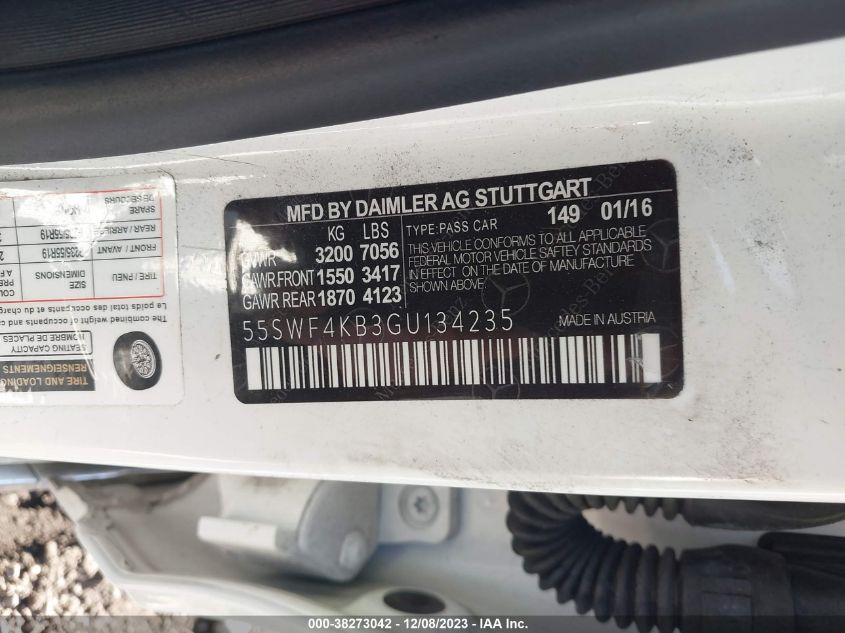 MFD BY DAIMLER AG STUTTGART
KG LBS TYPE:PASS CAR 149 01/16
GVWR 3200 7056
GAWR.FRONT 1550 3417
GAWR REAR 1870 4123
THIS VEHICLE CONFORMS TO ALL APPLICABLE
FEDERAL MOTOR VEHICLE SAFTEY STANDARDS
IN EFFECT ON THE DATE OF MANUFACTURE
SHOWN ABOVE
55SWF4KB3GU134235
MADE IN AUSTRIA
TIRE AND LOADING
RENSEIGNEMENTS
SEATING CAPACITY
NOMBRE DE PLACES
The combined weight of occupants and
Le poids total des occupants et du
TIRE / PNEU
SIZE
DIMENSIONS
FRONT / AVANT
REAR /
SPARE
DE SECOURS
000-38273042 - 12/08/2023 - IAA Inc.